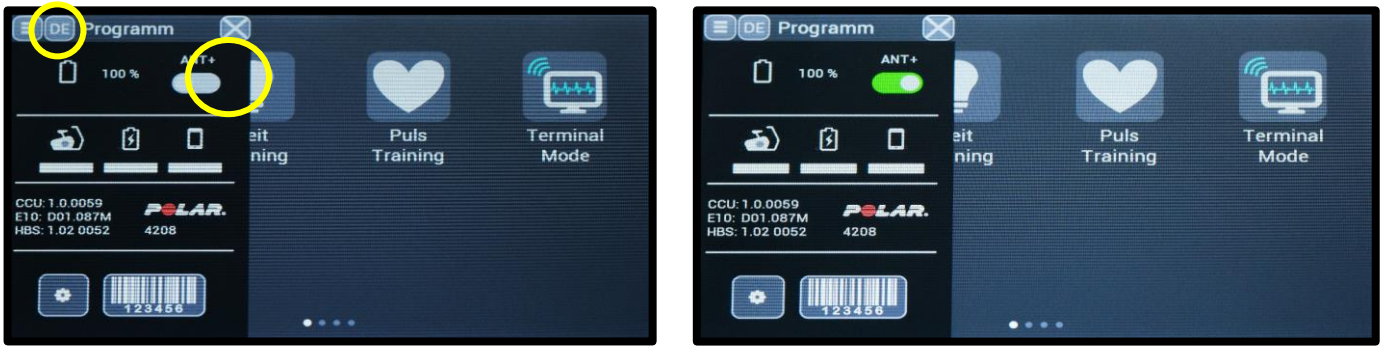 DE Programm
100 %
ANT+
eit
ning
Puls
Training
Terminal
Mode
CCU: 1.0.0059
E10: D01.087M
HBS: 1.02 0052
POLAR.
4208
123456
DE Programm
100 %
ANT+
eit
ning
Puls
Training
Terminal
Mode
CCU: 1.0.0059
E10: D01.087M
HBS: 1.02 0052
POLAR.
4208
123456